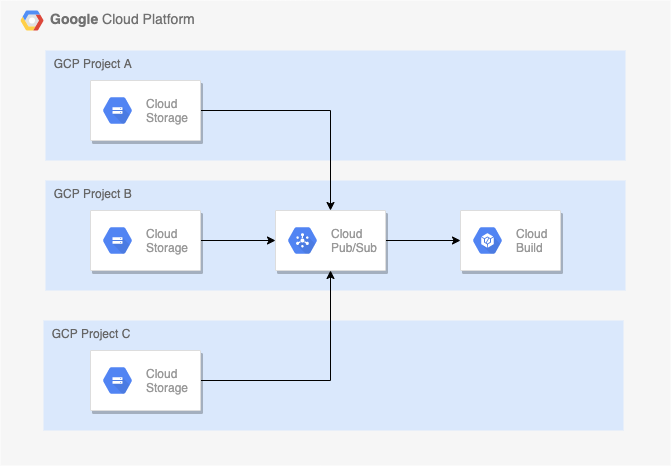 Google Cloud Platform
GCP Project A
Cloud
Storage
GCP Project B
Cloud
Storage
Cloud
Pub/Sub
Cloud
Build
GCP Project C
Cloud
Storage